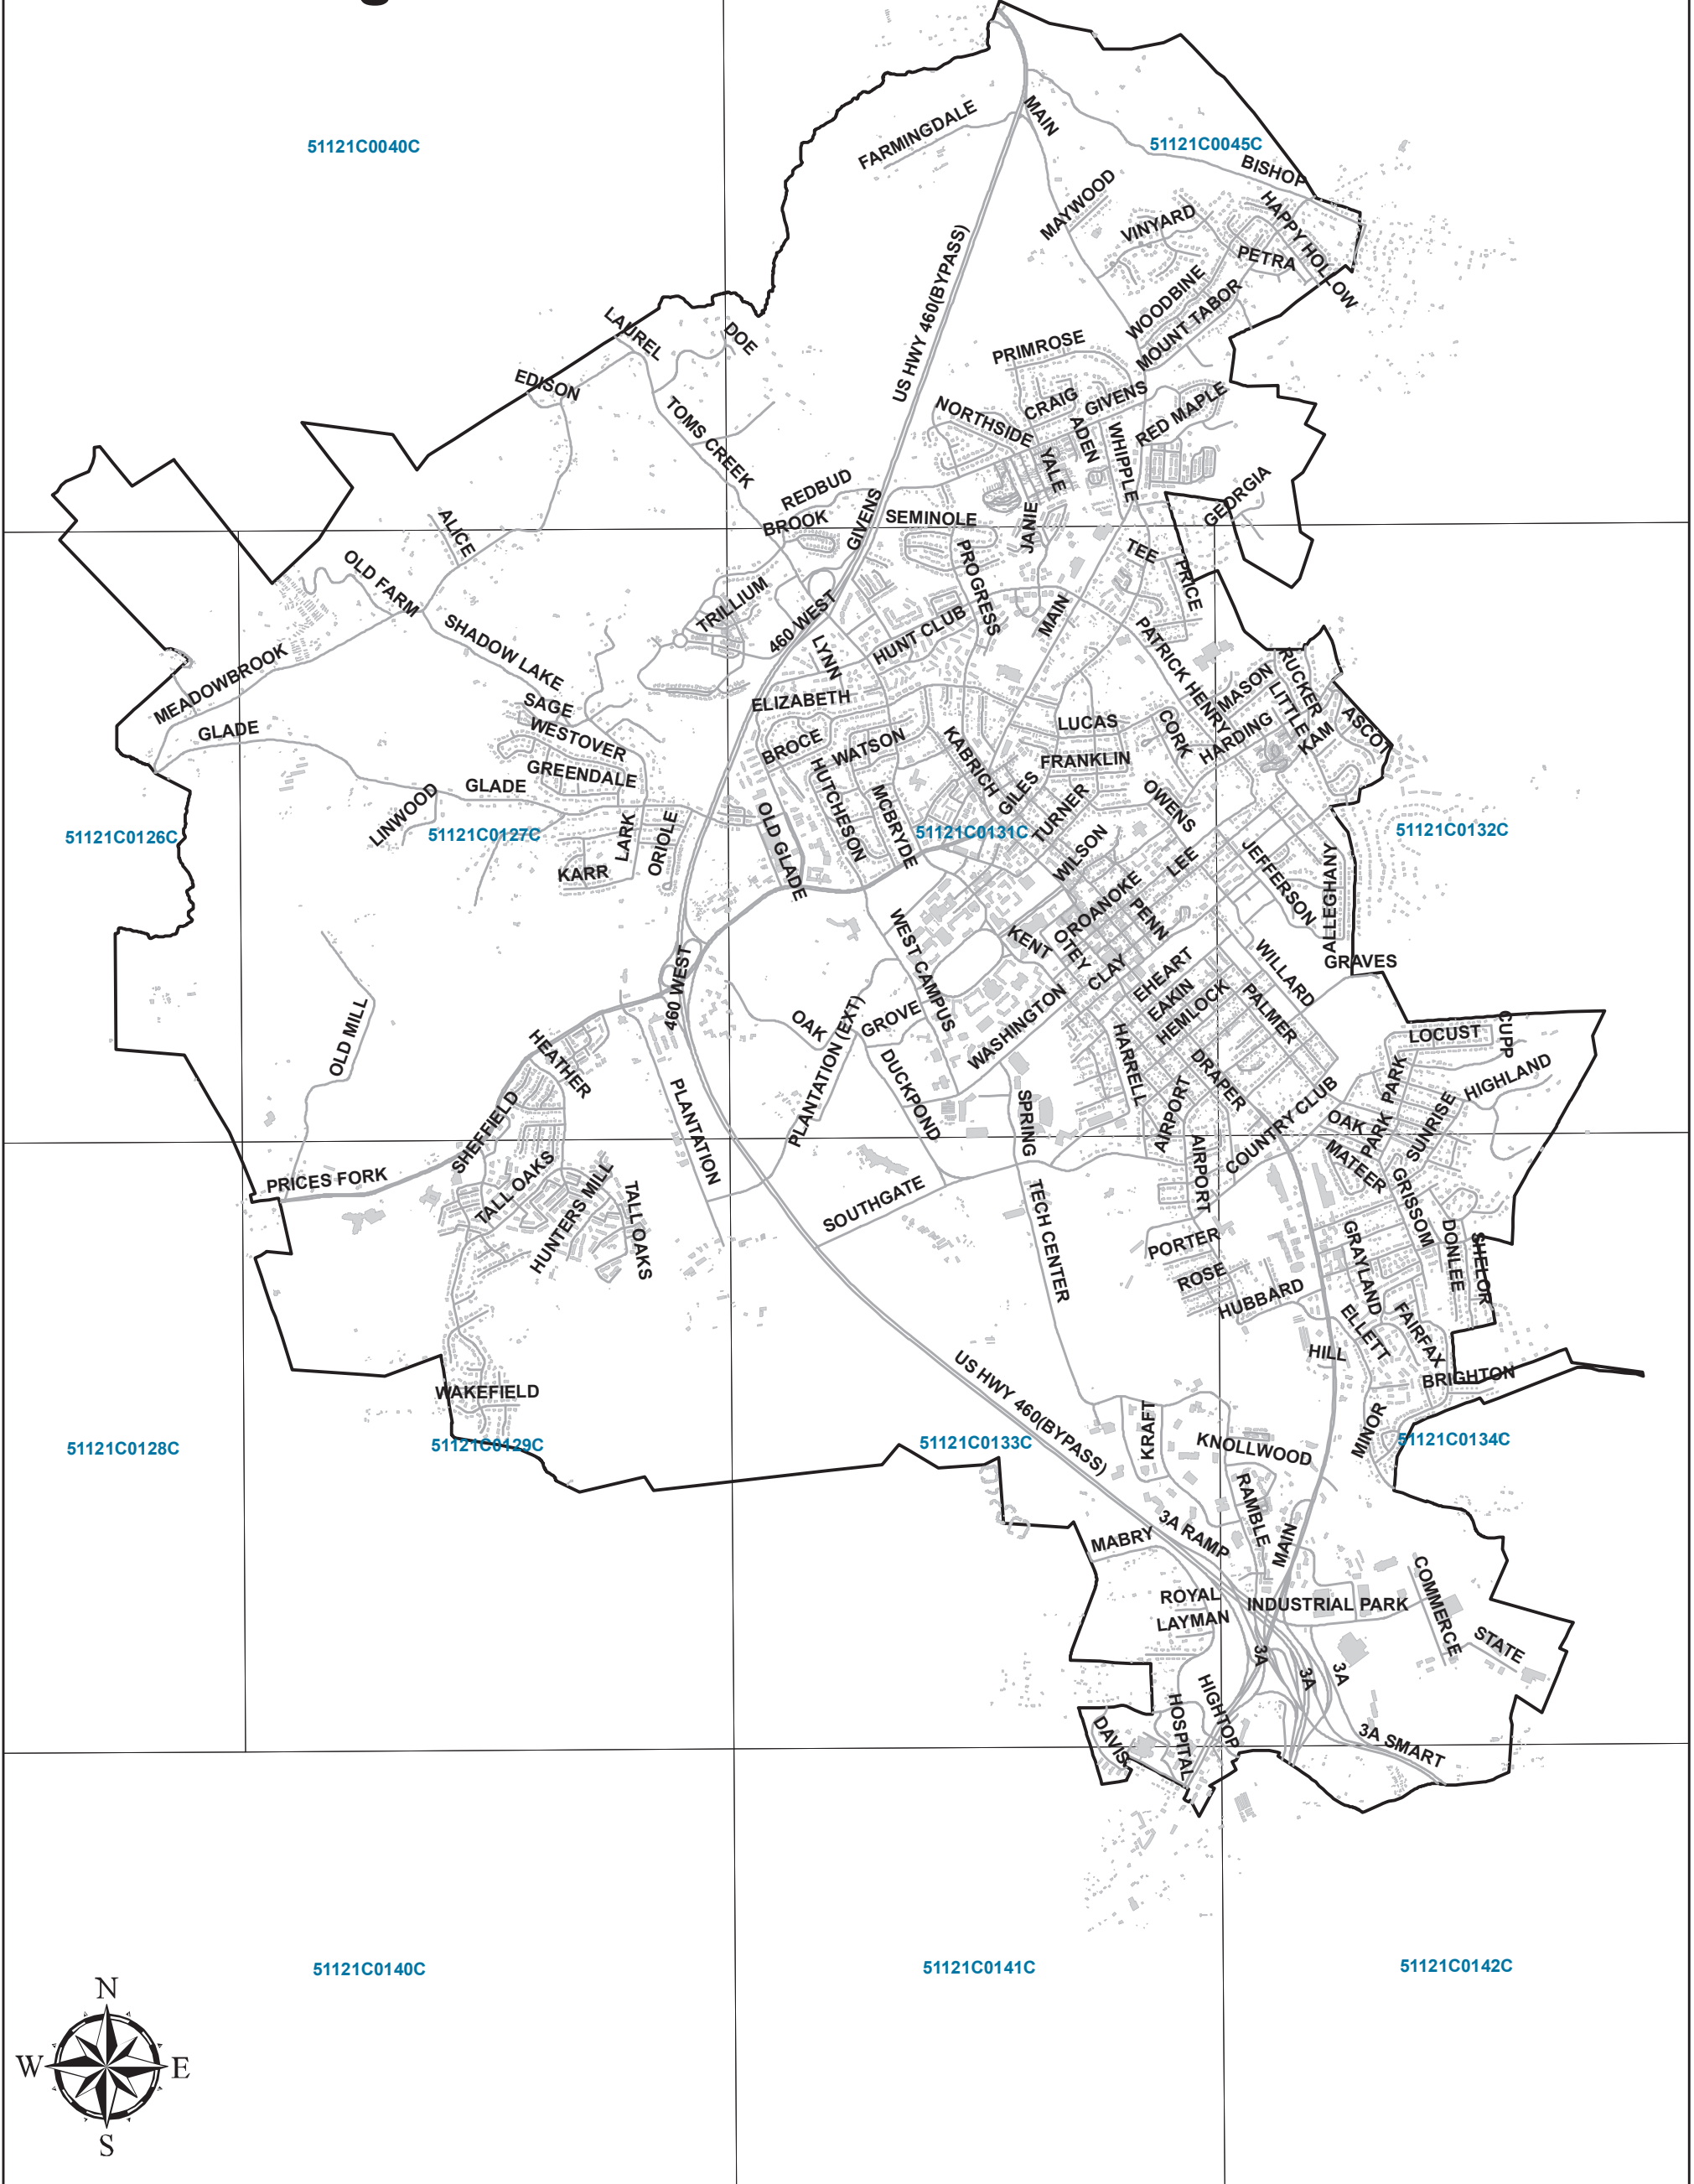 51121C0040C
MAIN
FARMINGDALE
51121C0045C
BISHOP
MAYWOOD
VINYARD
HAPPY HOLLOW
PETRA
US HWY 460(BYPASS)
WOODBINE
MOUNT TABOR
LAUREL
DOE
PRIMROSE
EDISON
TOMS CREEK
NORTHSIDE
CRAIG
GIVENS
ADEN
WHIPPLE
RED MAPLE
YALE
REDBUD
BROOK
GIVENS
SEMINOLE
JANIE
GEORGIA
ALICE
OLD FARM
PROGRESS
TEE
PRICE
TRILLIUM
460 WEST
LYNN
HUNT CLUB
MAIN
PATRICK HENRY
SHADOW LAKE
MEADOWBROOK
MASON
RUCKER
LITTLE
SAGE
ELIZABETH
GLADE
WESTOVER
BROCE
WATSON
KABRICH
LUCAS
CORK
HARDING
KAM
ASCOT
FRANKLIN
GREENDALE
GLADE
HUTCHESON
MCBRYDE
GILES
TURNER
OWENS
LINWOOD
51121C0126C
51121C0127C
LARK
ORIOLE
OLD GLADE
51121C0131C
51121C0132C
KARR
WILSON
LEE
JEFFERSON
ALLEGHANY
ROANOKE
PENN
WEST CAMPUS
KENT
OTEY
CLAY
EHEART
WILLARD
GRAVES
460 WEST
OLD MILL
OAK
PLANTATION (EXT)
GROVE
WASHINGTON
EAKIN
HEMLOCK
PALMER
HEATHER
LOCUST
CUPP
HARRELL
DRAPER
DUCKPOND
PLANTATION
SPRING
PARK
HIGHLAND
SHEFFIELD
AIRPORT
COUNTRY CLUB
OAK
PARK
SUNRISE
PRICES FORK
TALL OAKS
HUNTERS MILL
TALL OAKS
SOUTHGATE
AIRPORT
MATEER
GRISSOM
TECH CENTER
PORTER
GRAYLAND
DONLEE
SHELOR
ROSE
HUBBARD
ELLETT
FAIRFAX
HILL
BRIGHTON
US HWY 460(BYPASS)
WAKEFIELD
51121C0128C
51121C0129C
51121C0133C
KRAFT
KNOLLWOOD
MINOR
51121C0134C
RAMBLE
MAIN
3A RAMP
MABRY
ROYAL
LAYMAN
INDUSTRIAL PARK
COMMERCE
STATE
3A
3A
3A
HIGHTOP
HOSPITAL
DAVIS
3A SMART
51121C0140C
51121C0141C
51121C0142C
N
W
E
S